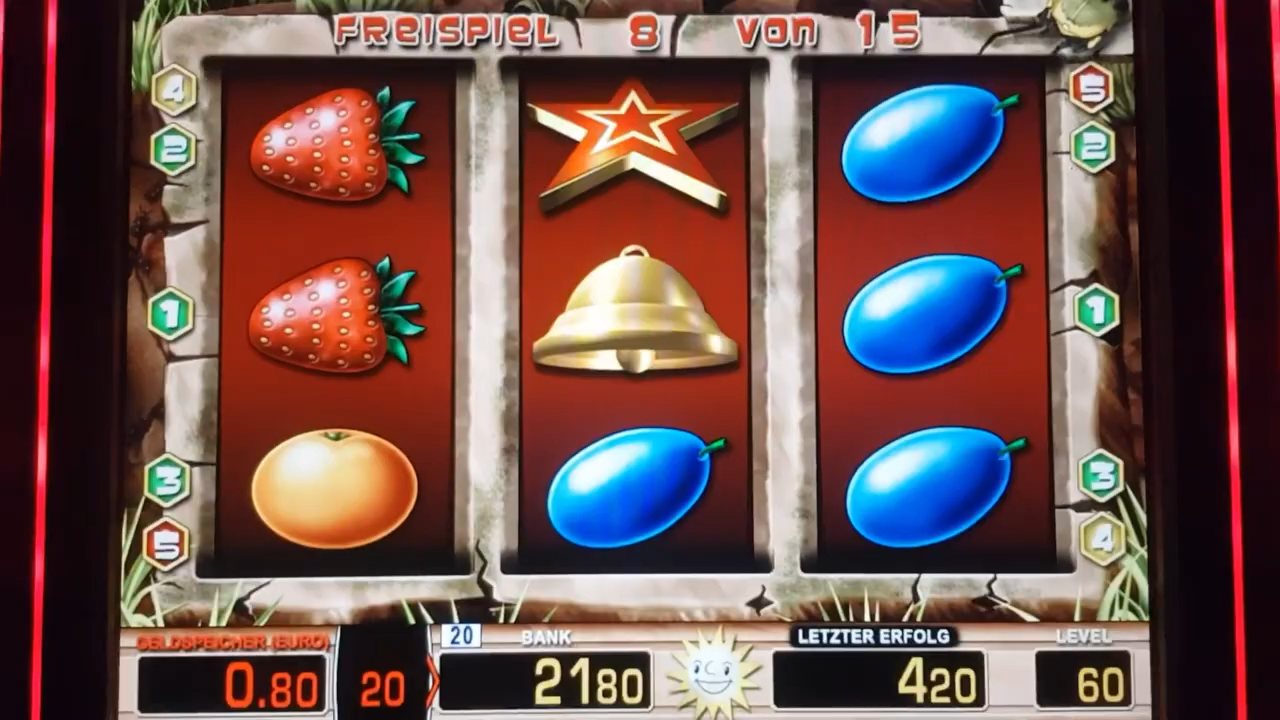 FREISPIEL 8 VON 15
4 5
2 2
1 1
3 3
5 4
GELDSPEICHER (EURO) 20 BANK LETZTER ERFOLG LEVEL
0.80 20 2180 420 60